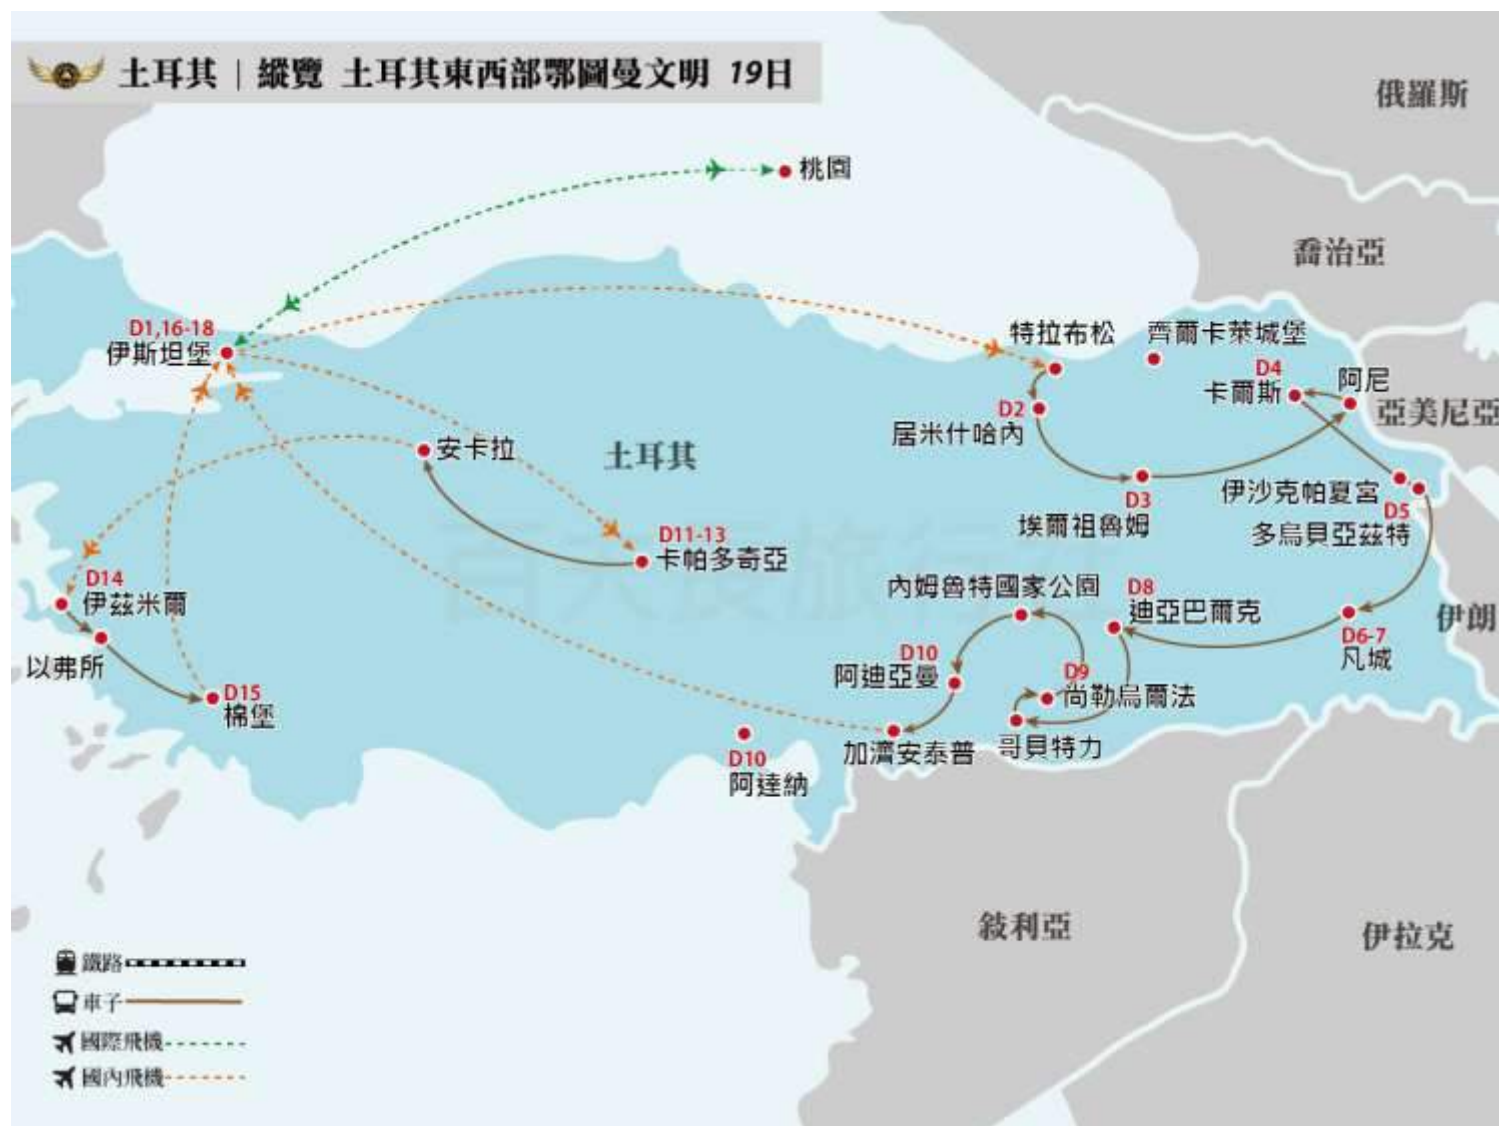 土耳其 | 縱覽 土耳其東西部鄂圖曼文明 19日
俄羅斯
桃園
喬治亞
D1,16-18
伊斯坦堡
特拉布松
齊爾卡萊城堡
D4
卡爾斯
阿尼
亞美尼亞
D2
居米什哈內
安卡拉
土耳其
伊沙克帕夏宮
D3
埃爾祖魯姆
D5
多烏貝亞茲特
D11-13
卡帕多奇亞
百夫長旅行社
D14
伊茲米爾
內姆魯特國家公園
D8
迪亞巴爾克
伊朗
D6-7
凡城
以弗所
D10
阿迪亞曼
D9
尚勒烏爾法
D15
棉堡
加濟安泰普
哥貝特力
D10
阿達納
敍利亞
伊拉克
鐵路
車子
國際飛機
國內飛機